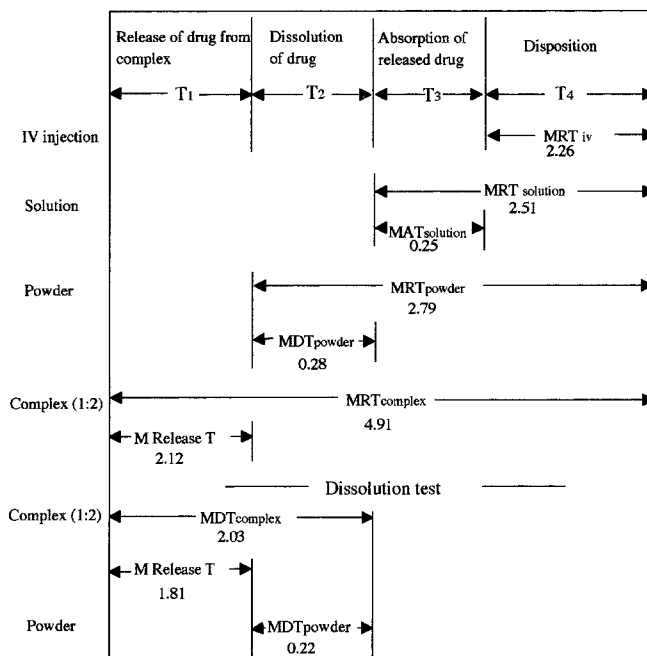 Release of drug from complex
Dissolution of drug
Absorption of released drug
Disposition
T1
T2
T3
T4
IV injection
MRT iv
2.26
Solution
MRT solution
2.51
MATsolution
0.25
Powder
MRTpowder
2.79
MDTpowder
0.28
Complex (1:2)
MRTcomplex
4.91
M Release T
2.12
Dissolution test
Complex (1:2)
MDTcomplex
2.03
M Release T
1.81
Powder
MDTpowder
0.22